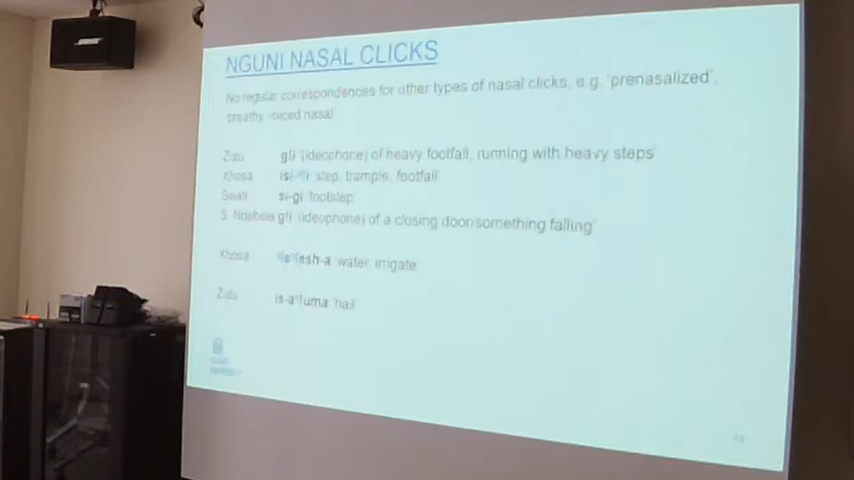 NGUNI NASAL CLICKS
No regular correspondences for other types of nasal clicks, e.g. 'prenasalized',
breathy voiced nasal
Zulu (ideophone) of heavy footfall, running with heavy steps'
Xhosa step, trample, footfall'
Swati si-gi footstep
S. Ndebele (ideophone) of a closing door/something falling'
Xhosa water, irrigate
Zulu hail'